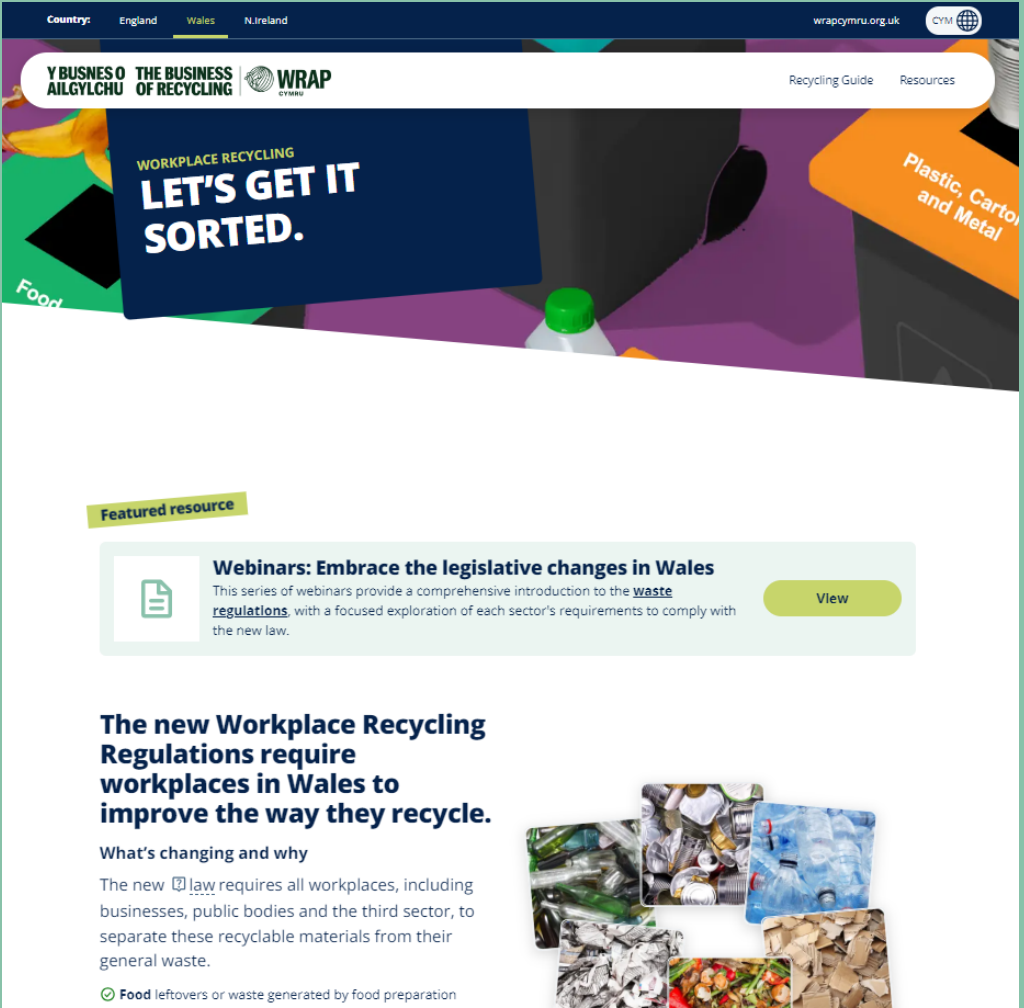 Country: England Wales N.Ireland wrapcymru.org.uk CYM
Y BUSNES O AILGYLCHU THE BUSINESS OF RECYCLING WRAP CYMRU Recycling Guide Resources
WORKPLACE RECYCLING
LET'S GET IT
SORTED.
Food
Plastic, Carto
and Metal
Featured resource
Webinars: Embrace the legislative changes in Wales
This series of webinars provide a comprehensive introduction to the waste
regulations, with a focused exploration of each sector's requirements to comply with
the new law.
View
The new Workplace Recycling
Regulations require
workplaces in Wales to
improve the way they recycle.
What's changing and why
The new law requires all workplaces, including
businesses, public bodies and the third sector, to
separate these recyclable materials from their
general waste.
Food leftovers or waste generated by food preparation